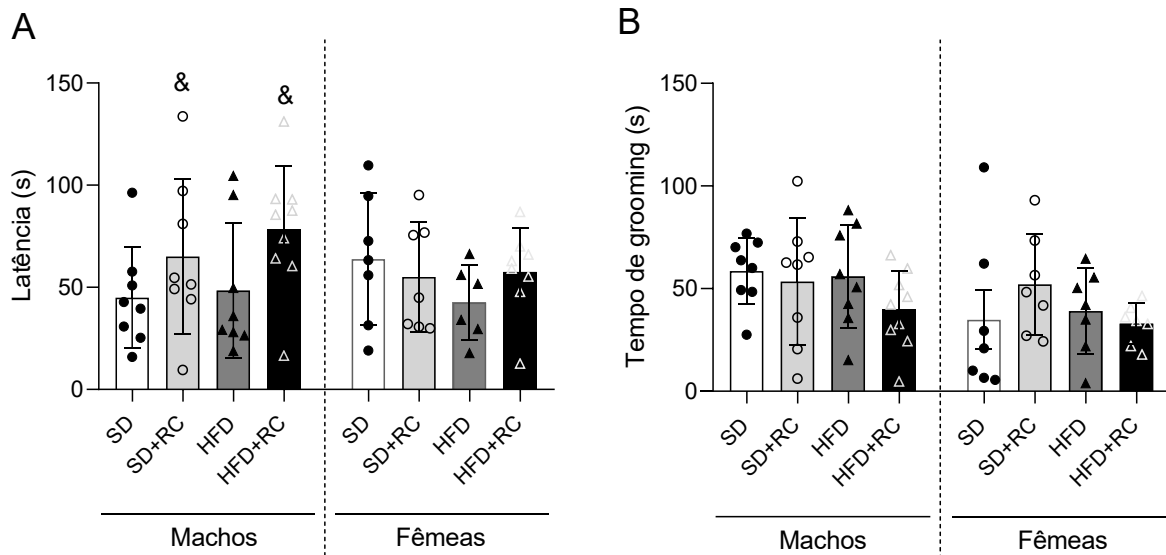 A
Latência (s)
150
100
50
0
&
&
SD
SD+RC
HFD
HFD+RC
SD
SD+RC
HFD
HFD+RC
Machos
Fêmeas
B
Tempo de grooming (s)
150
100
50
0
SD
SD+RC
HFD
HFD+RC
SD
SD+RC
HFD
HFD+RC
Machos
Fêmeas